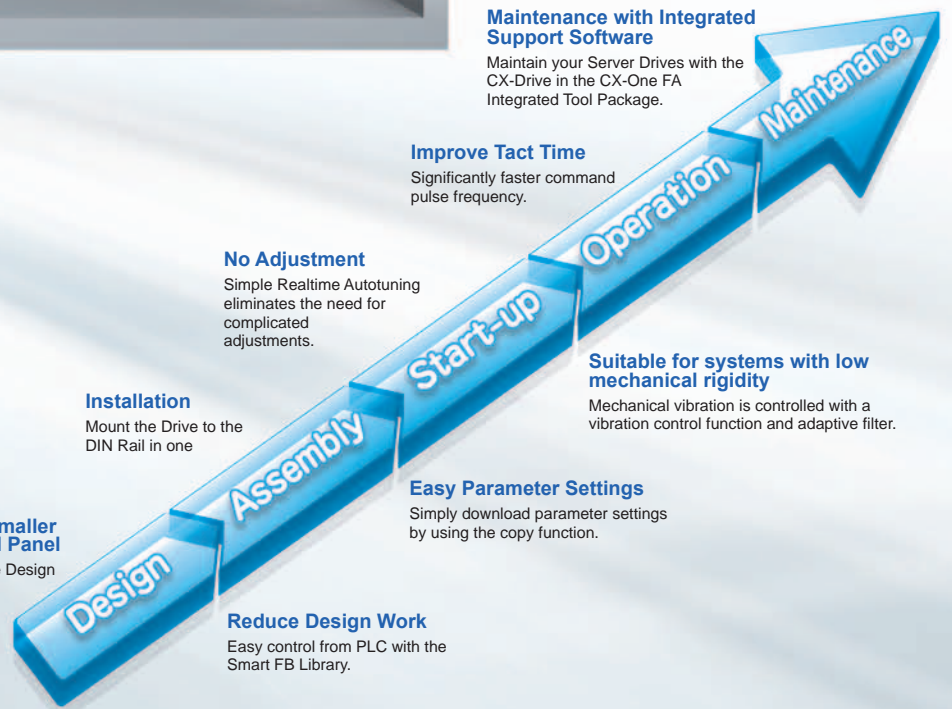 Maintenance with Integrated
Support Software
Maintain your Server Drives with the
CX-Drive in the CX-One FA
Integrated Tool Package.
Maintenance
Improve Tact Time
Significantly faster command
pulse frequency.
Operation
No Adjustment
Simple Realtime Autotuning
eliminates the need for
complicated
adjustments.
Start-up
Suitable for systems with low
mechanical rigidity
Mechanical vibration is controlled with a
vibration control function and adaptive filter.
Installation
Mount the Drive to the
DIN Rail in one
Assembly
Easy Parameter Settings
Simply download parameter settings
by using the copy function.
Panel
Design
Design
Reduce Design Work
Easy control from PLC with the
Smart FB Library.